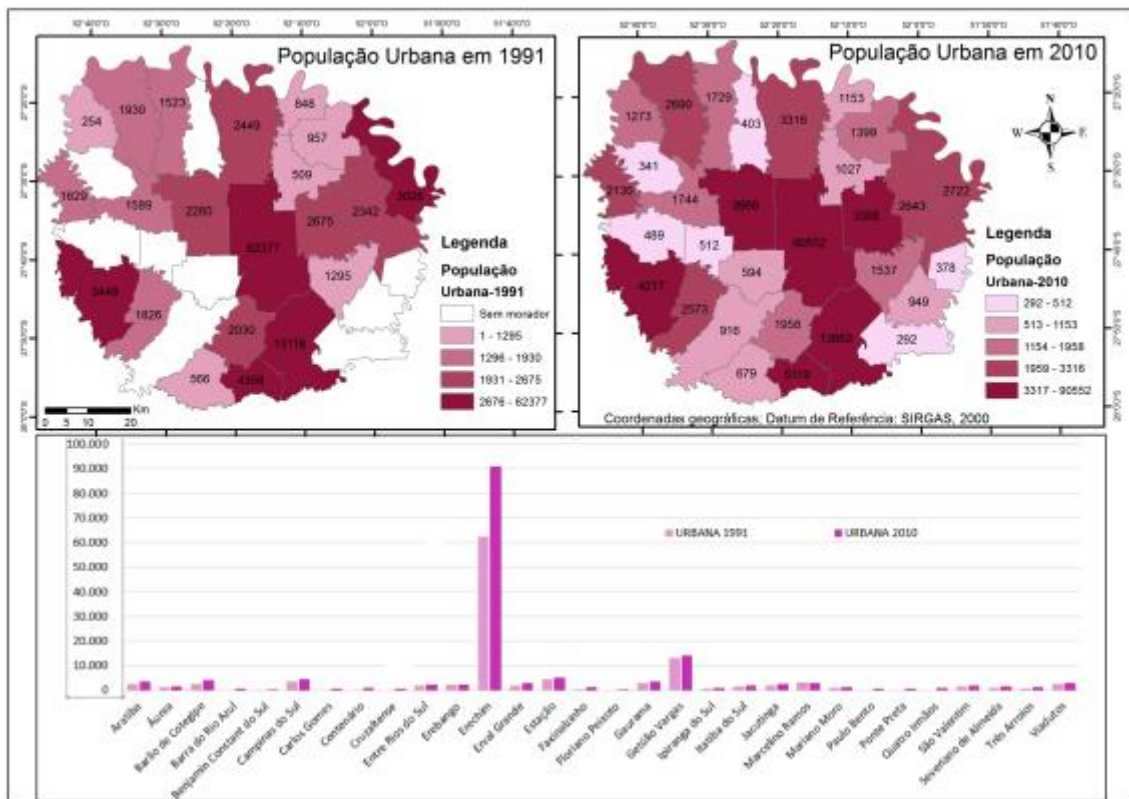 População Urbana em 1991
254
1930
1523
2449
848
957
509
1629
1589
2280
62377
2675
2342
1295
3449
1826
2030
566
Legenda
População
Urbana-1991
Sem morador
1 - 1295
1296 - 1930
1931 - 2675
2676 - 62377
0 5 10 20
Km
População Urbana em 2010
1273
2690
1729
403
3316
1153
1399
1027
341
1744
2643
2722
489
512
594
1537
378
949
4217
2573
916
1958
292
679
N
W E
S
Legenda
População
Urbana-2010
292 - 512
513 - 1153
1154 - 1958
1959 - 3316
3317 - 90552
Coordenadas geográficas; Datum de Referência: SIRGAS, 2000
100.000
90.000
80.000
70.000
60.000
50.000
40.000
30.000
20.000
10.000
0
URBANA 1991
URBANA 2010
Aratiba
Áurea
Barão de Cotegipe
Barra do Rio Azul
Benjamin Constant do Sul
Campinas do Sul
Carlos Gomes
Centenário
Cruzaltense
Entre Rios do Sul
Erebango
Erechim
Erval Grande
Estação
Faxinalzinho
Floriano Peixoto
Gaurama
Getúlio Vargas
Ipiranga do Sul
Itatiba do Sul
Jacutinga
Marcelino Ramos
Mariano Moro
Paulo Bento
Ponte Preta
Quatro Irmãos
São Valentim
Severiano de Almeida
Três Arroios
Viadutos